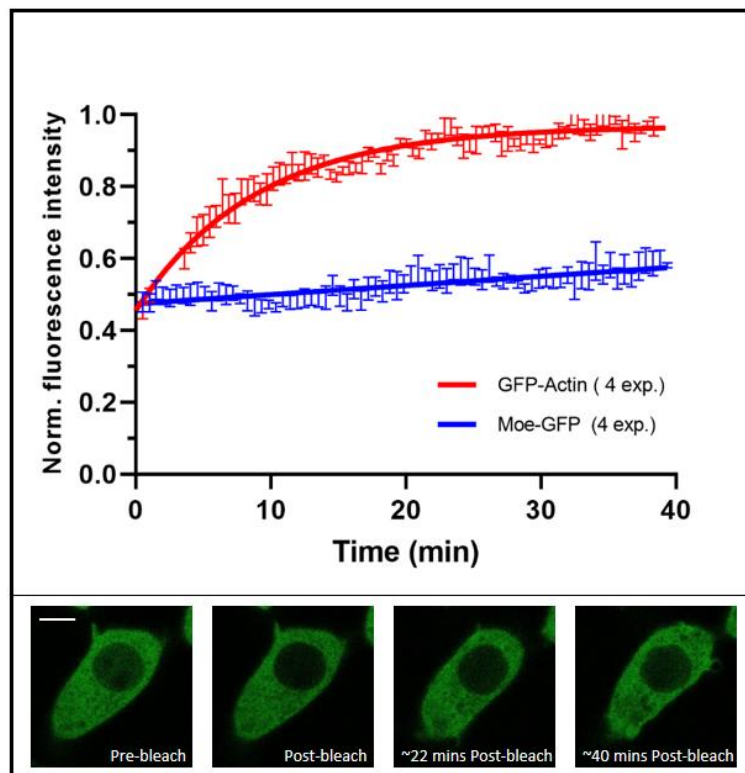 Norm. fluorescence intensity
1.0
0.8
0.6
0.4
0.2
0.0
GFP-Actin ( 4 exp.)
Moe-GFP (4 exp.)
0 10 20 30 40
Time (min)
Pre-bleach
Post-bleach
~22 mins Post-bleach
~40 mins Post-bleach